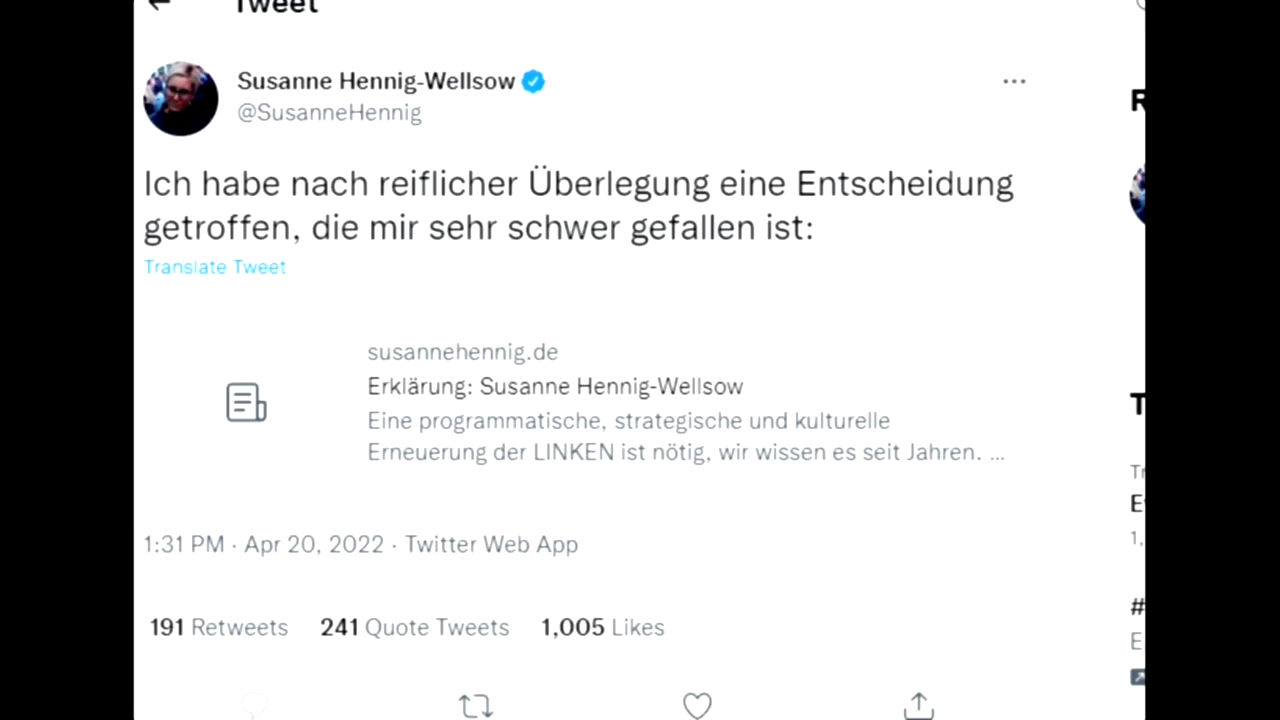 Tweet
Susanne Hennig-Wellsow
@SusanneHennig
Ich habe nach reiflicher Überlegung eine Entscheidung
getroffen, die mir sehr schwer gefallen ist:
Translate Tweet
susannehennig.de
Erklärung: Susanne Hennig-Wellsow
Eine programmatische, strategische und kulturelle
Erneuerung der LINKEN ist nötig, wir wissen es seit Jahren. ...
1:31 PM · Apr 20, 2022 · Twitter Web App
191 Retweets 241 Quote Tweets 1,005 Likes